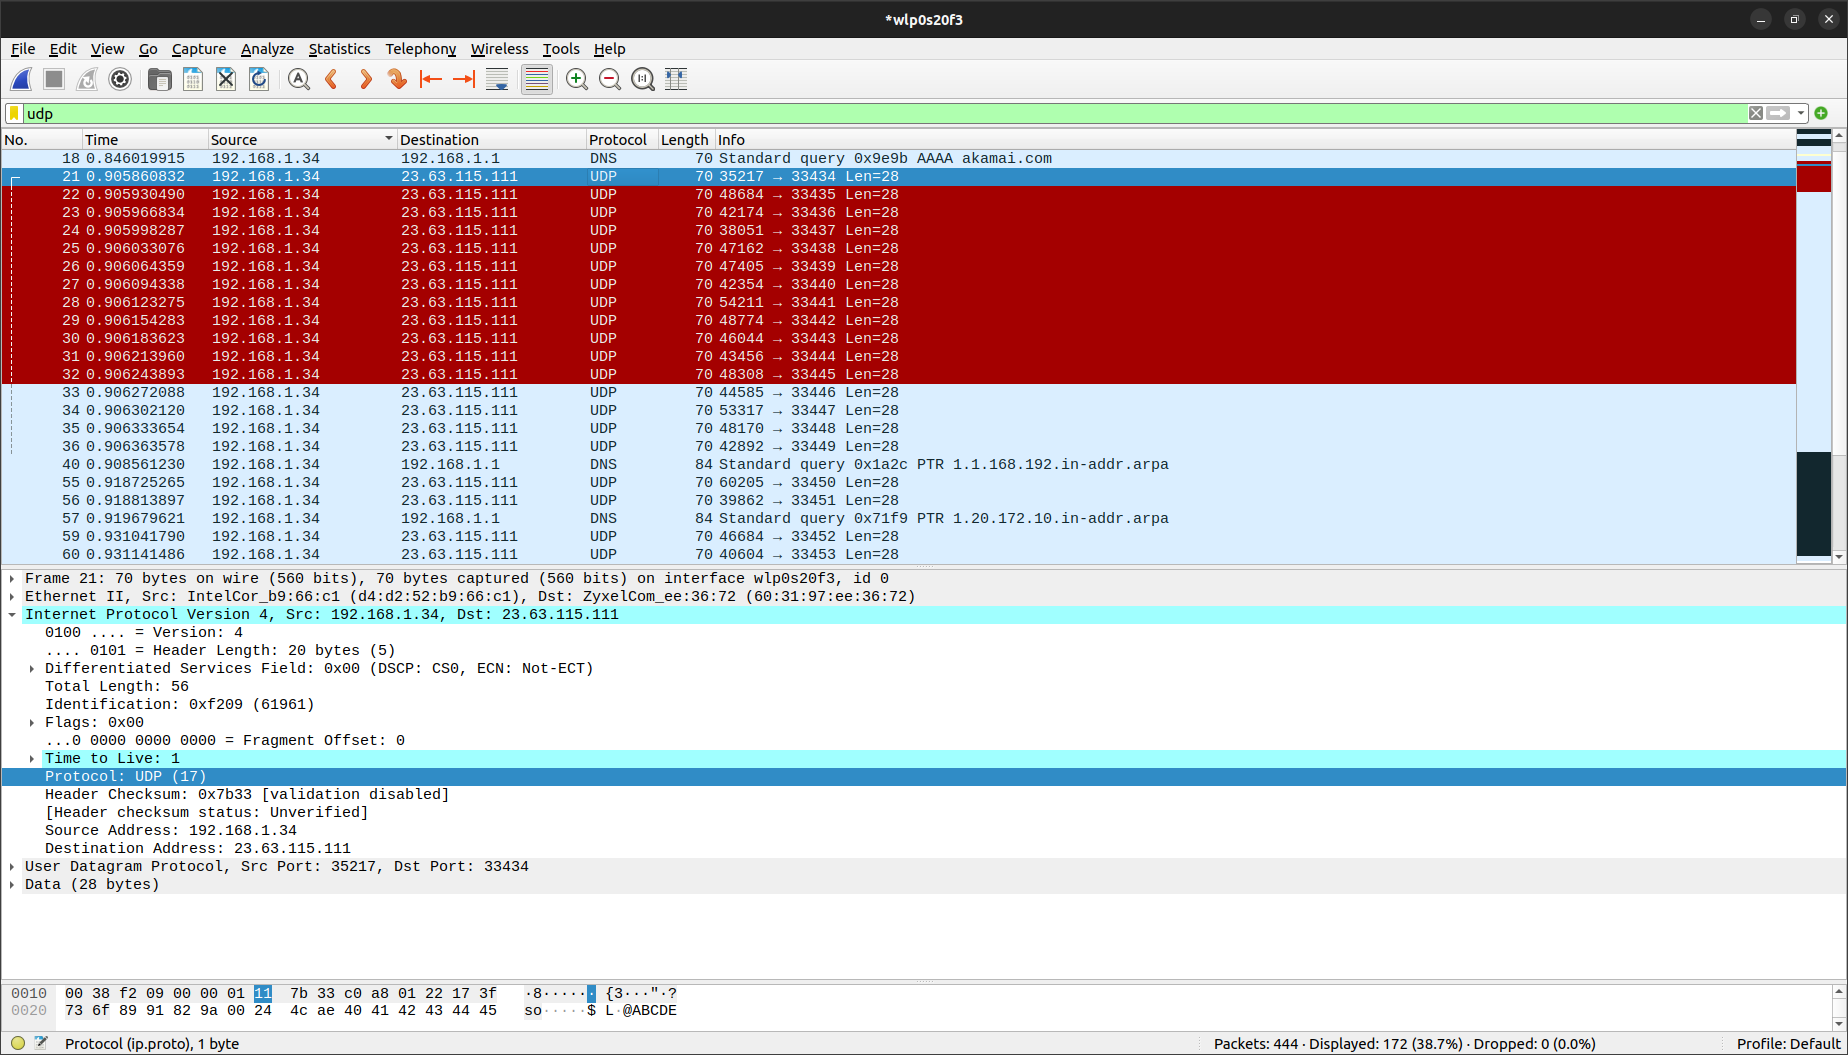 *wlp0s20f3
File Edit View Go Capture Analyze Statistics Telephony Wireless Tools Help
udp
No. Time Source Destination Protocol Length Info
18 0.846019915 192.168.1.34 192.168.1.1 DNS 70 Standard query 0x9e9b AAAA akamai.com
21 0.905860832 192.168.1.34 23.63.115.111 UDP 70 35217 → 33434 Len=28
22 0.905930490 192.168.1.34 23.63.115.111 UDP 70 48684 → 33435 Len=28
23 0.905966834 192.168.1.34 23.63.115.111 UDP 70 42174 → 33436 Len=28
24 0.905998287 192.168.1.34 23.63.115.111 UDP 70 38051 → 33437 Len=28
25 0.906033076 192.168.1.34 23.63.115.111 UDP 70 47162 → 33438 Len=28
26 0.906064359 192.168.1.34 23.63.115.111 UDP 70 47405 → 33439 Len=28
27 0.906094338 192.168.1.34 23.63.115.111 UDP 70 42354 → 33440 Len=28
28 0.906123275 192.168.1.34 23.63.115.111 UDP 70 54211 → 33441 Len=28
29 0.906154283 192.168.1.34 23.63.115.111 UDP 70 48774 → 33442 Len=28
30 0.906183623 192.168.1.34 23.63.115.111 UDP 70 46044 → 33443 Len=28
31 0.906213960 192.168.1.34 23.63.115.111 UDP 70 43456 → 33444 Len=28
32 0.906243893 192.168.1.34 23.63.115.111 UDP 70 48308 → 33445 Len=28
33 0.906272088 192.168.1.34 23.63.115.111 UDP 70 44585 → 33446 Len=28
34 0.906302120 192.168.1.34 23.63.115.111 UDP 70 53317 → 33447 Len=28
35 0.906333654 192.168.1.34 23.63.115.111 UDP 70 48170 → 33448 Len=28
36 0.906363578 192.168.1.34 23.63.115.111 UDP 70 42892 → 33449 Len=28
40 0.908561230 192.168.1.34 192.168.1.1 DNS 84 Standard query 0x1a2c PTR 1.1.168.192.in-addr.arpa
55 0.918725265 192.168.1.34 23.63.115.111 UDP 70 60205 → 33450 Len=28
56 0.918813897 192.168.1.34 23.63.115.111 UDP 70 39862 → 33451 Len=28
57 0.919679621 192.168.1.34 192.168.1.1 DNS 84 Standard query 0x71f9 PTR 1.20.172.10.in-addr.arpa
59 0.931041790 192.168.1.34 23.63.115.111 UDP 70 46684 → 33452 Len=28
60 0.931141486 192.168.1.34 23.63.115.111 UDP 70 40604 → 33453 Len=28
Frame 21: 70 bytes on wire (560 bits), 70 bytes captured (560 bits) on interface wlp0s20f3, id 0
Ethernet II, Src: IntelCor_b9:66:c1 (d4:d2:52:b9:66:c1), Dst: ZyxelCom_ee:36:72 (60:31:97:ee:36:72)
Internet Protocol Version 4, Src: 192.168.1.34, Dst: 23.63.115.111
0100 .... = Version: 4
.... 0101 = Header Length: 20 bytes (5)
Differentiated Services Field: 0x00 (DSCP: CS0, ECN: Not-ECT)
Total Length: 56
Identification: 0xf209 (61961)
Flags: 0x00
...0 0000 0000 0000 = Fragment Offset: 0
Time to Live: 1
Protocol: UDP (17)
Header Checksum: 0x7b33 [validation disabled]
[Header checksum status: Unverified]
Source Address: 192.168.1.34
Destination Address: 23.63.115.111
User Datagram Protocol, Src Port: 35217, Dst Port: 33434
Data (28 bytes)
0010 00 38 f2 09 00 00 01 11 7b 33 c0 a8 01 22 17 3f ·8······ {3···"·?
0020 73 6f 89 91 82 9a 00 24 4c ae 40 41 42 43 44 45 so·····$ L·@ABCDE
Protocol (ip.proto), 1 byte Packets: 444 · Displayed: 172 (38.7%) · Dropped: 0 (0.0%) Profile: Default